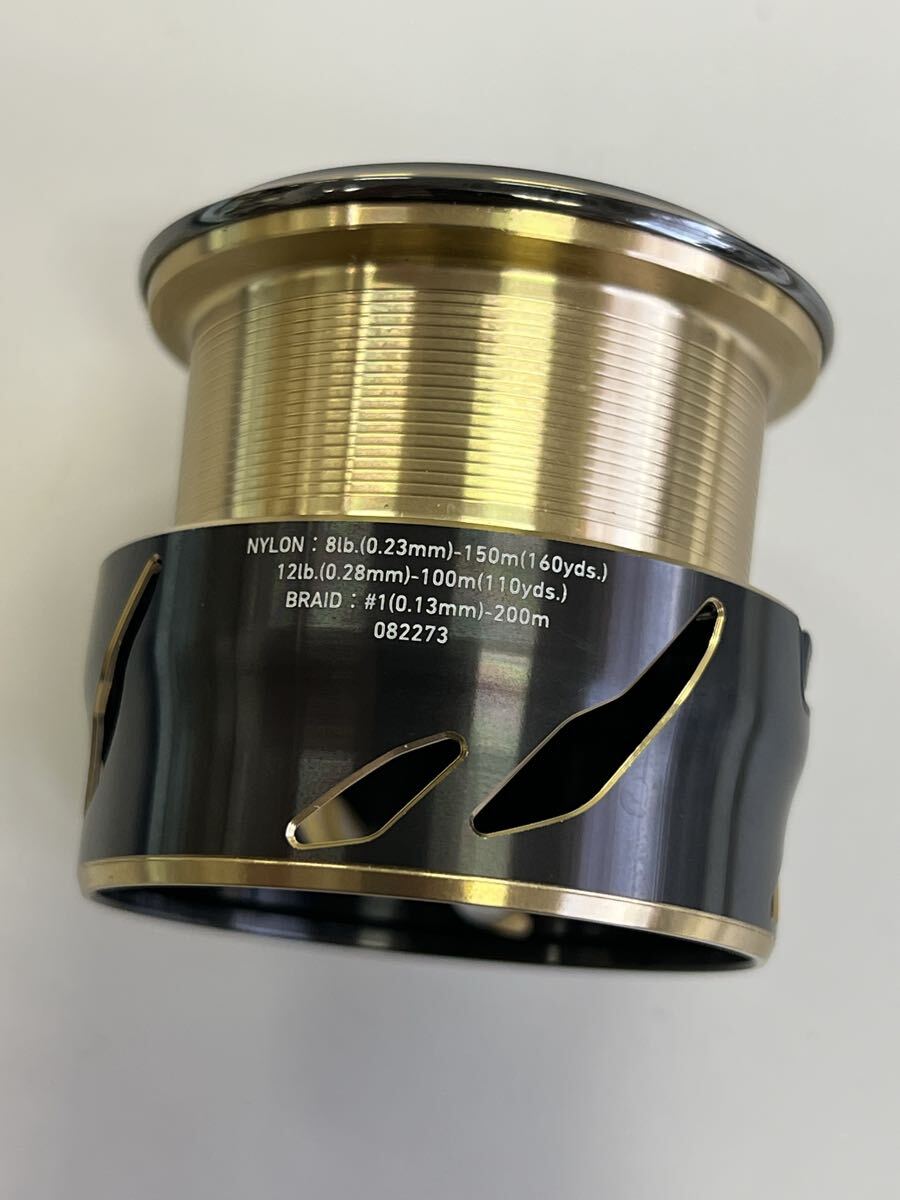 NYLON : 8lb.(0.23mm)-150m(160yds.)
12lb.(0.28mm)-100m(110yds.)
BRAID : #1(0.13mm)-200m
082273